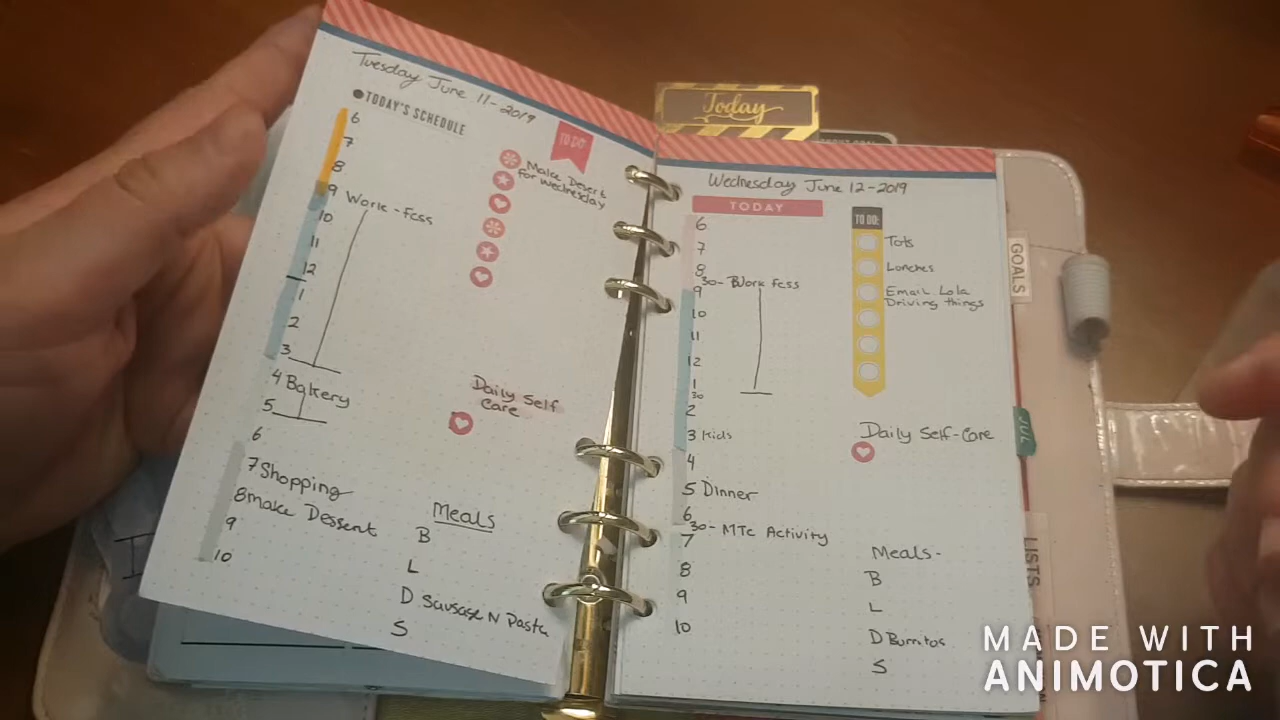 Tuesday June 11-2019
TODAY'S SCHEDULE
TO DO
6
7
8
9 Work - Fcss
10
11
12
1
2
3
4 Bakery
5
6
7 Shopping
8 make Dessert
9
10
Make Desert
for Wednesday
Daily Self
Care
Meals
B
L
D Sausage N Pasta
S
Today
Wednesday June 12-2019
TODAY
6
7
8
30- Work fcss
9
10
11
12
1
30
2
3 Kids
4
5 Dinner
6
30- MTC Activity
7
8
9
10
TO DO:
Tots
Lonches
Email Lola
Driving things
Daily Self-Care
Meals-
B
L
D Burritos
S
GOALS
JUL
LISTS
MADE WITH
ANIMOTICA